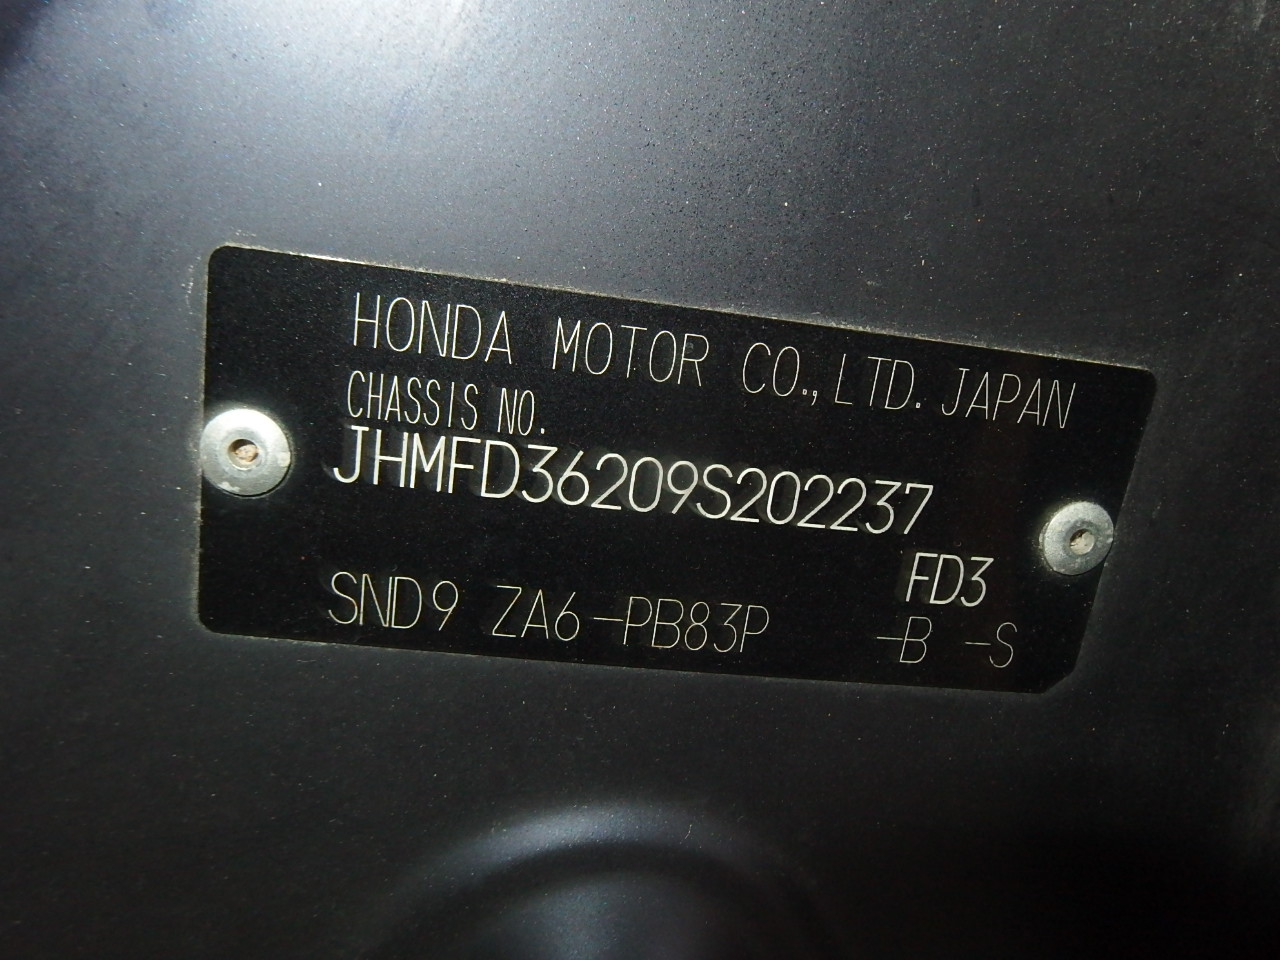 HONDA MOTOR CO.,LTD. JAPAN
CHASSIS NO.
JHMFD36209S202237
FD3
SND9 ZA6-PB83P -B -S